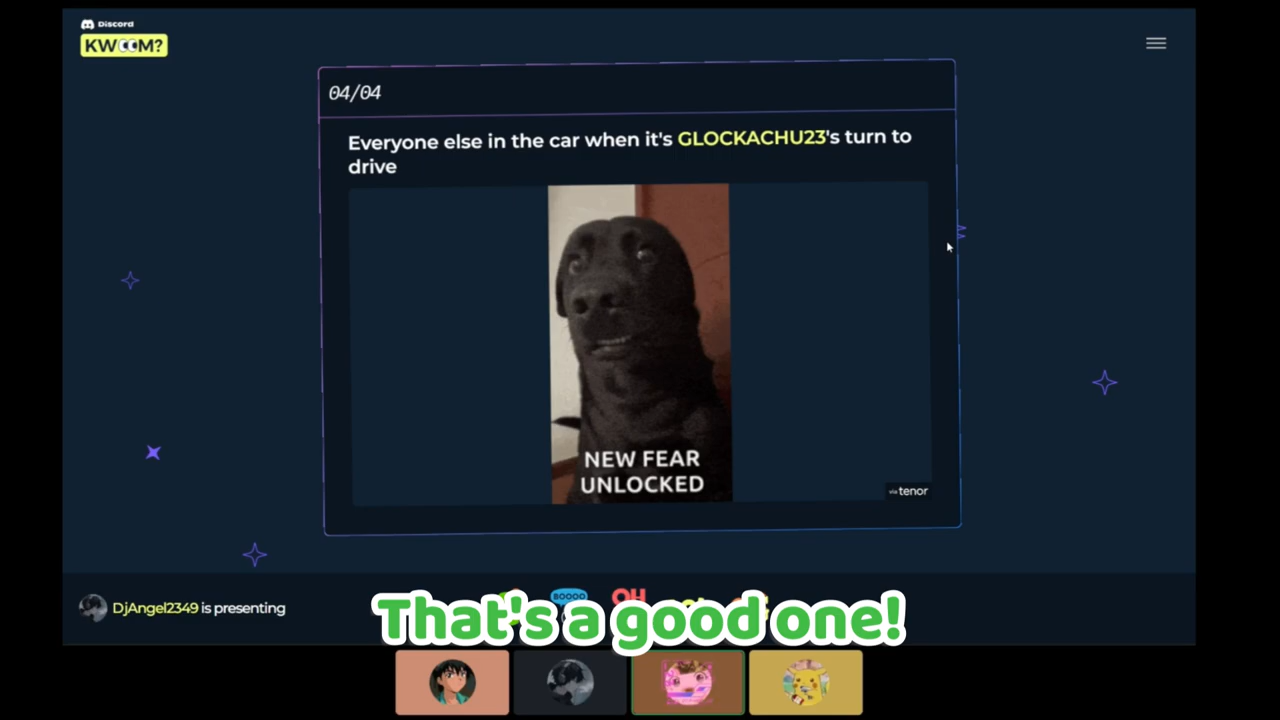 Discord
KWOOM?
04/04
Everyone else in the car when it's GLOCKACHU23's turn to
drive
NEW FEAR
UNLOCKED
via tenor
DjAngel2349 is presenting
BOOOO
OH
That's a good one!